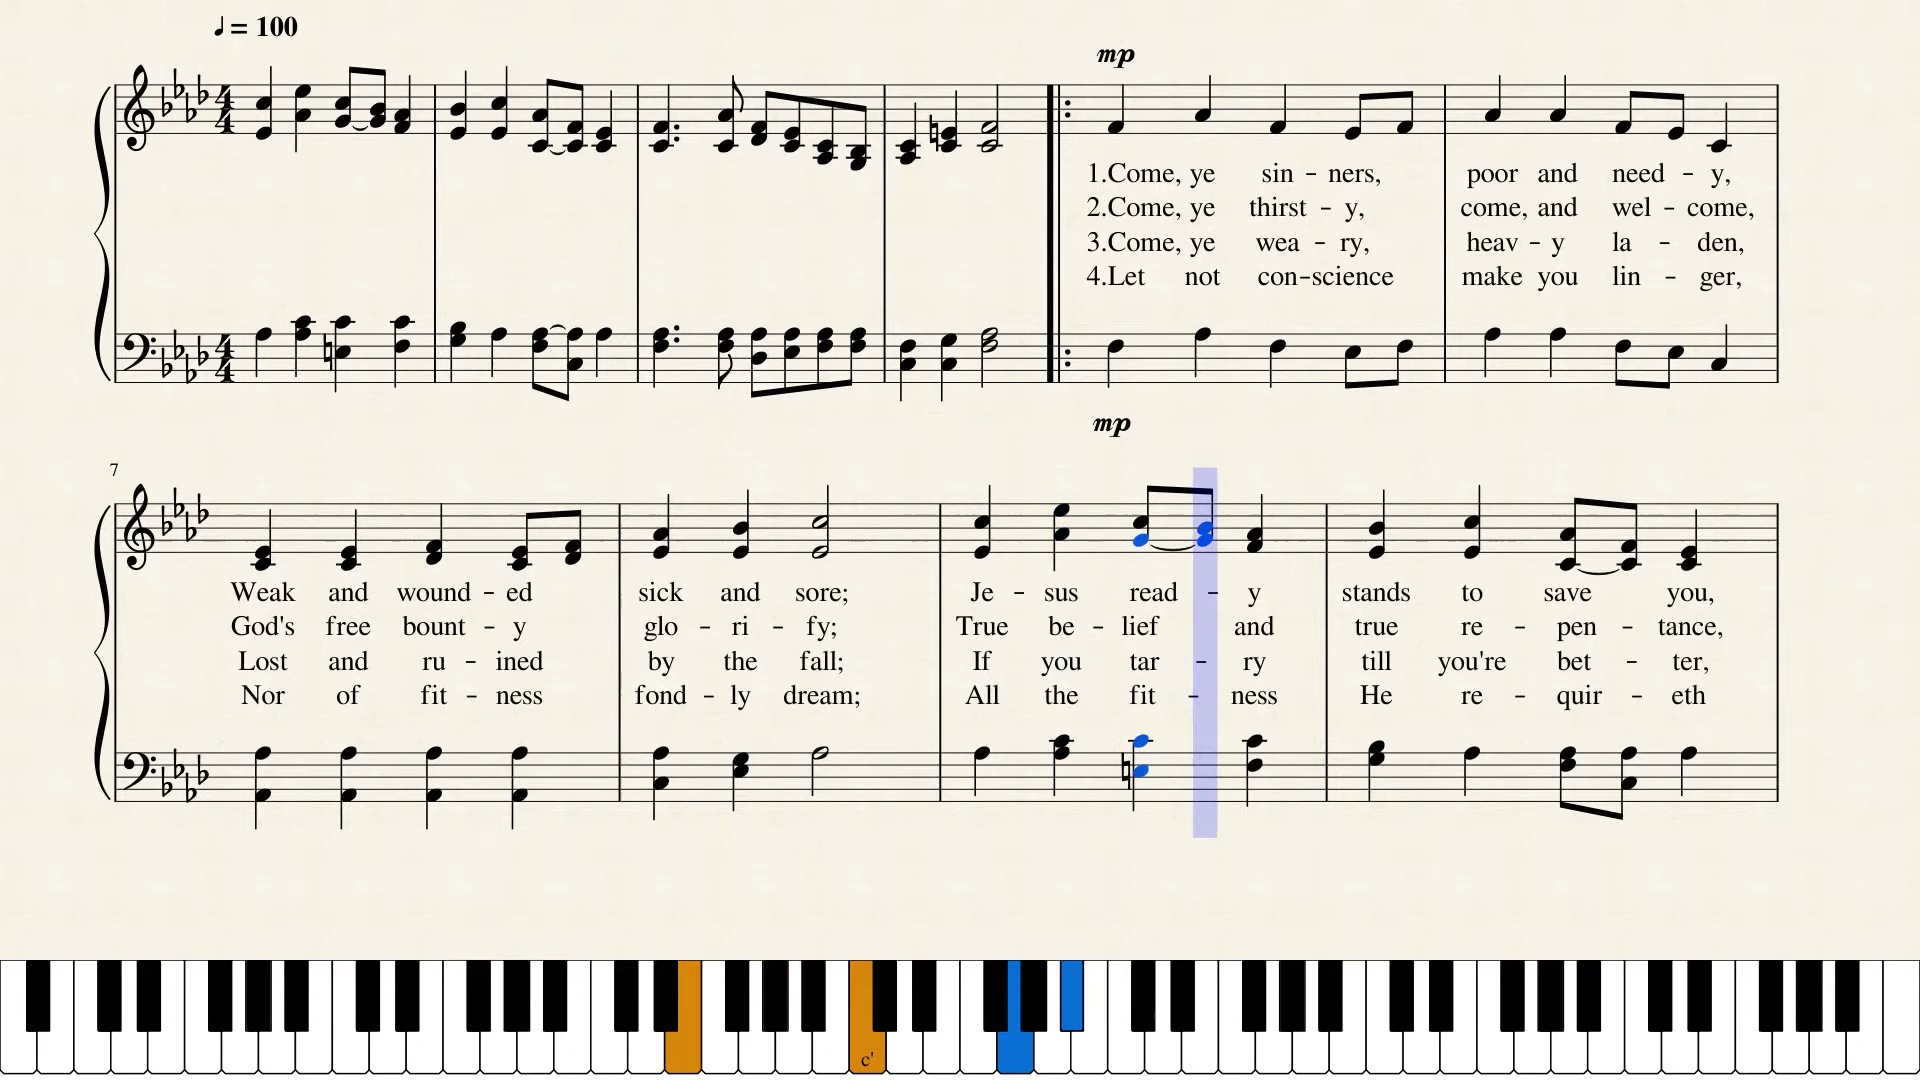 ♩ = 100
mp
1.Come, ye sin - ners, poor and need - y,
2.Come, ye thirst - y, come, and wel - come,
3.Come, ye wea - ry, heav - y la - den,
4.Let not con-science make you lin - ger,
mp
7
Weak and wound - ed sick and sore; Je - sus read - y stands to save you,
God's free bount - y glo - ri - fy; True be - lief and true re - pen - tance,
Lost and ru - ined by the fall; If you tar - ry till you're bet - ter,
Nor of fit - ness fond - ly dream; All the fit - ness He re - quir - eth
c'